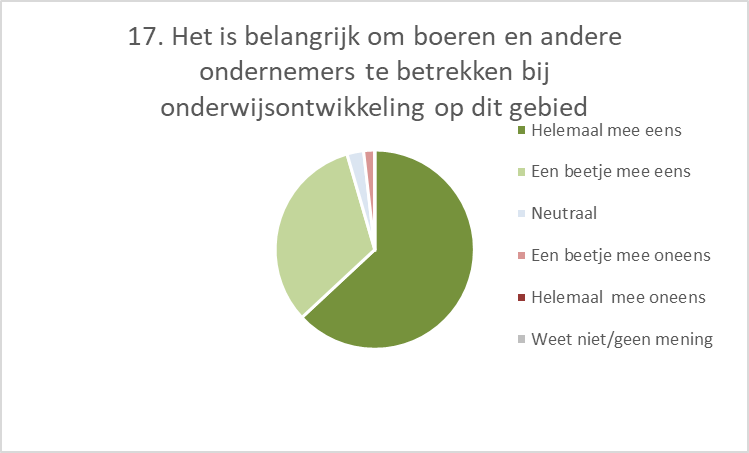 17. Het is belangrijk om boeren en andere
ondernemers te betrekken bij
onderwijsontwikkeling op dit gebied
Helemaal mee eens
Een beetje mee eens
Neutraal
Een beetje mee oneens
Helemaal mee oneens
Weet niet/geen mening